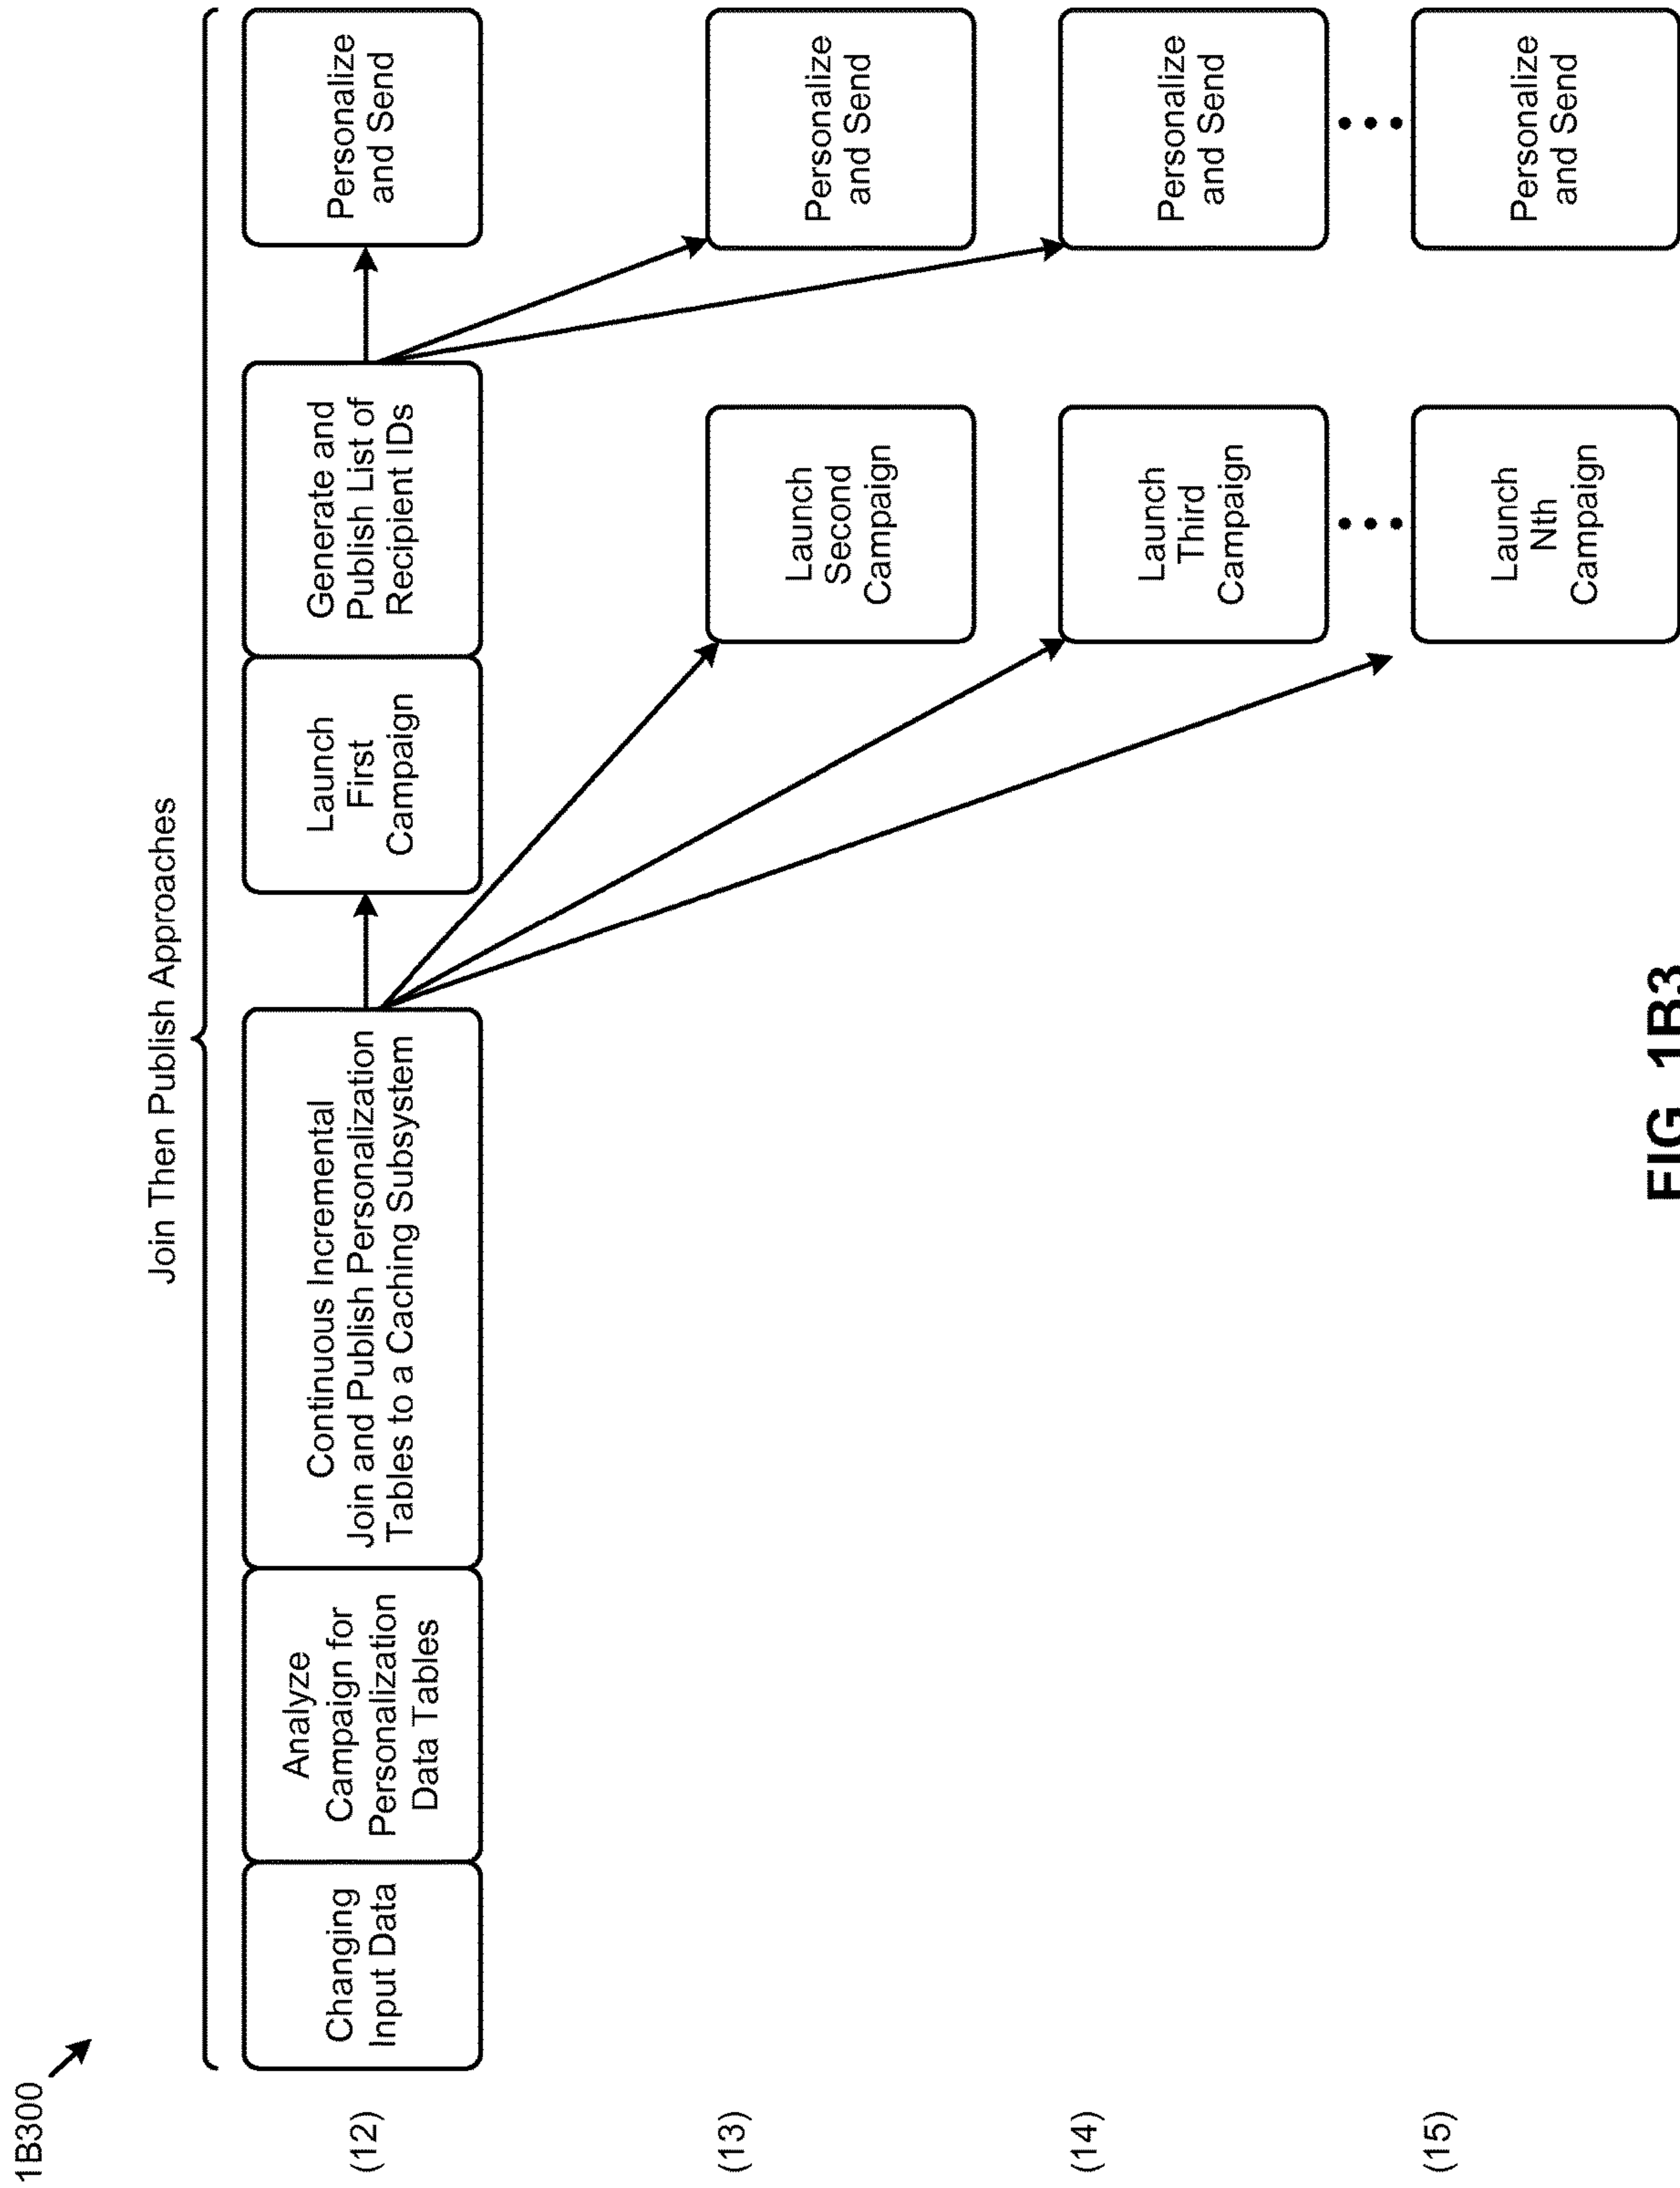 1B300
Join Then Publish Approaches
(12)
Changing
Input Data
Analyze
Campaign for
Personalization
Data Tables
Continuous Incremental
Join and Publish Personalization
Tables to a Caching Subsystem
Launch
First
Campaign
Generate and
Publish List of
Recipient IDs
Personalize
and Send
(13)
Launch
Second
Campaign
Personalize
and Send
(14)
Launch
Third
Campaign
Personalize
and Send
(15)
Launch
Nth
Campaign
Personalize
and Send
FIG. 1B3